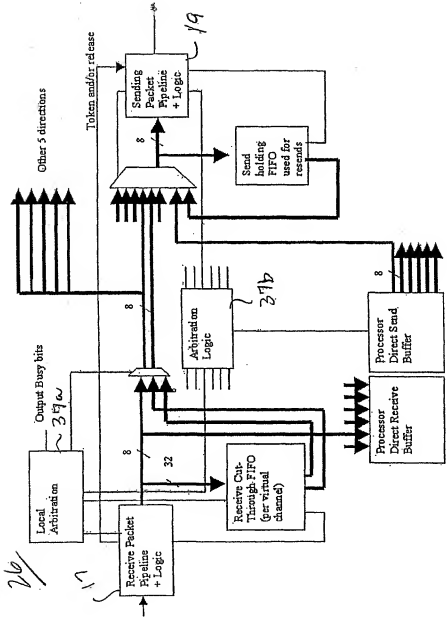 26
Local
Arbitration
Output Busy bits
37a
Other 5 directions
Token and/or release
19
17
Receive Packet
Pipeline
+ Logic
8
32
8
8
Sending
Packet
Pipeline
+ Logic
Arbitration
Logic
37b
Send
holding
FIFO
used for
resends
Receive Cut-
Through FIFO
(per virtual
channel)
8
Processor
Direct Receive
Buffer
Processor
Direct Send
Buffer